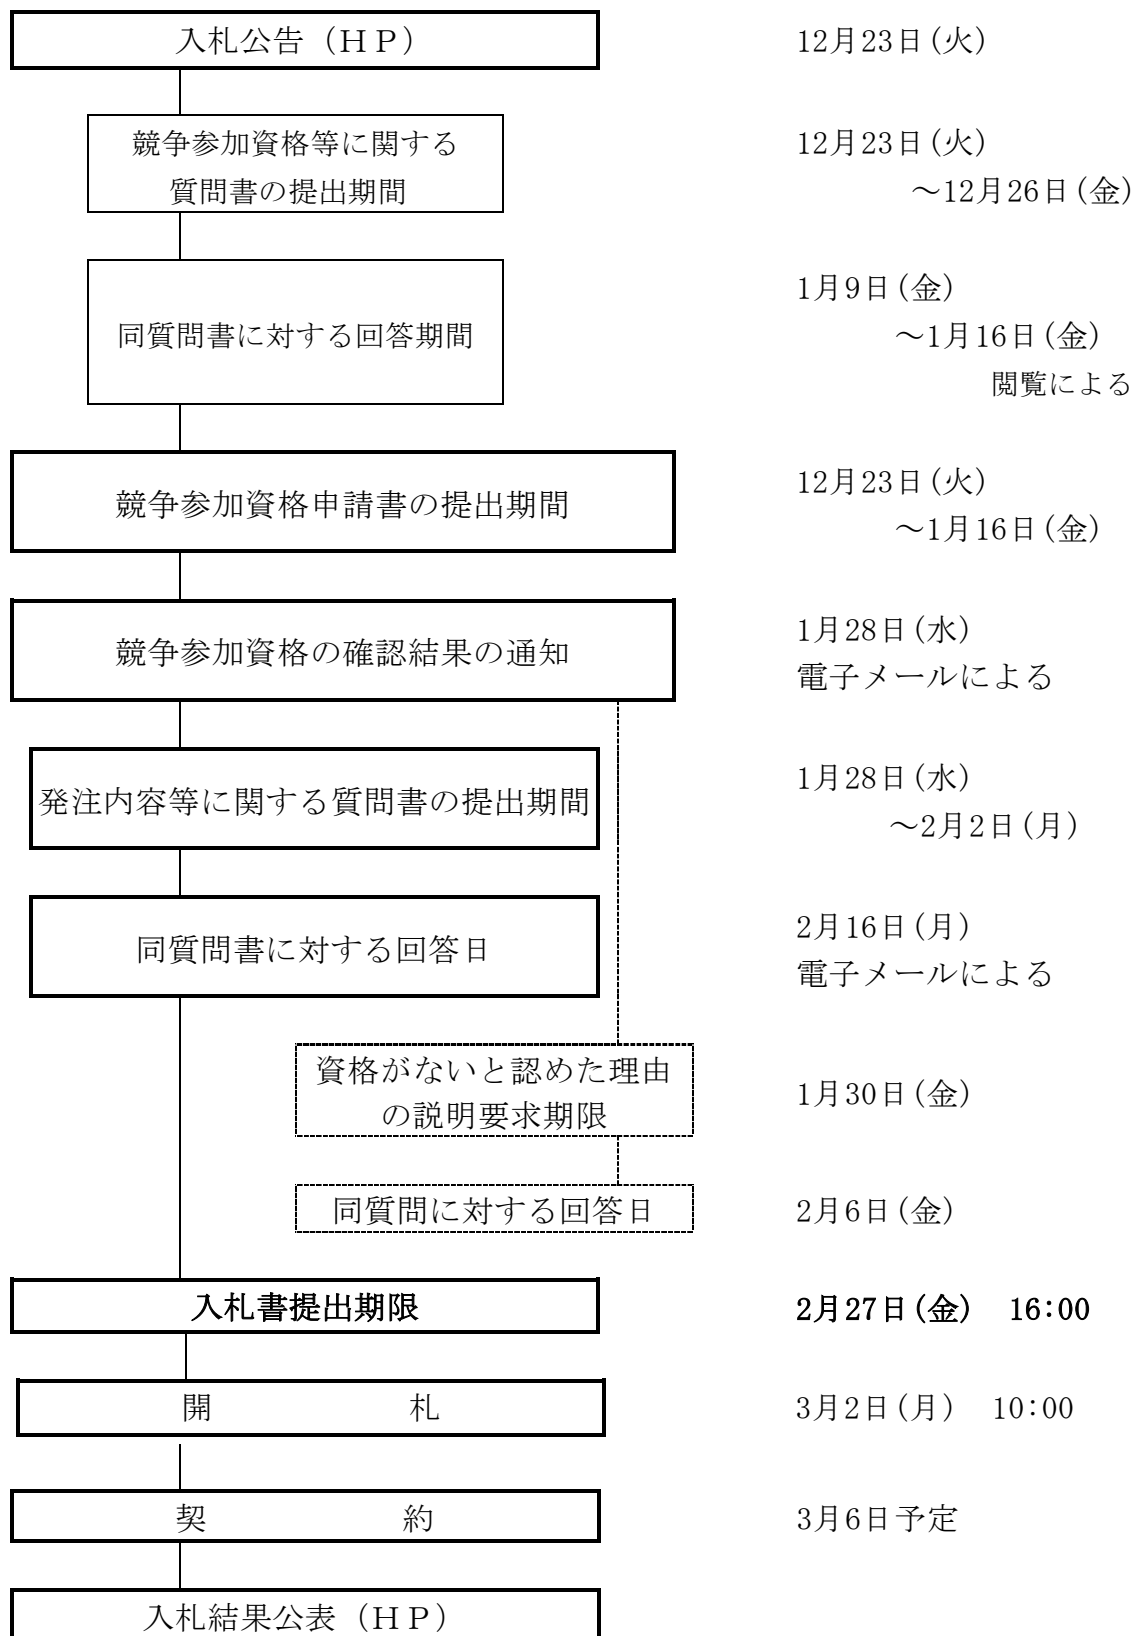 入札公告（ＨＰ） 12月23日(火)
競争参加資格等に関する 12月23日(火)
質問書の提出期間 ～12月26日(金)
1月9日(金)
同質問書に対する回答期間 ～1月16日(金)
閲覧による
12月23日(火)
競争参加資格申請書の提出期間
～1月16日(金)
1月28日(水)
競争参加資格の確認結果の通知
電子メールによる
1月28日(水)
発注内容等に関する質問書の提出期間
～2月2日(月)
2月16日(月)
同質問書に対する回答日
電子メールによる
資格がないと認めた理由
の説明要求期限
1月30日(金)
同質問に対する回答日 2月6日(金)
入札書提出期限 2月27日(金)　16:00
開　札 3月2日(月)　10:00
契　約 3月6日予定
入札結果公表（ＨＰ）